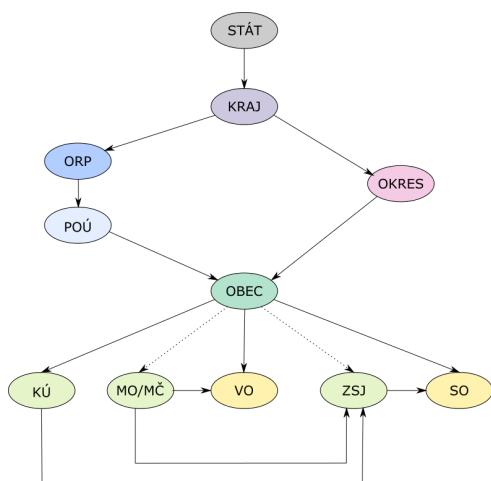 STÁT
KRAJ
ORP
OKRES
POÚ
OBEC
KÚ
MO/MČ
VO
ZSJ
SO